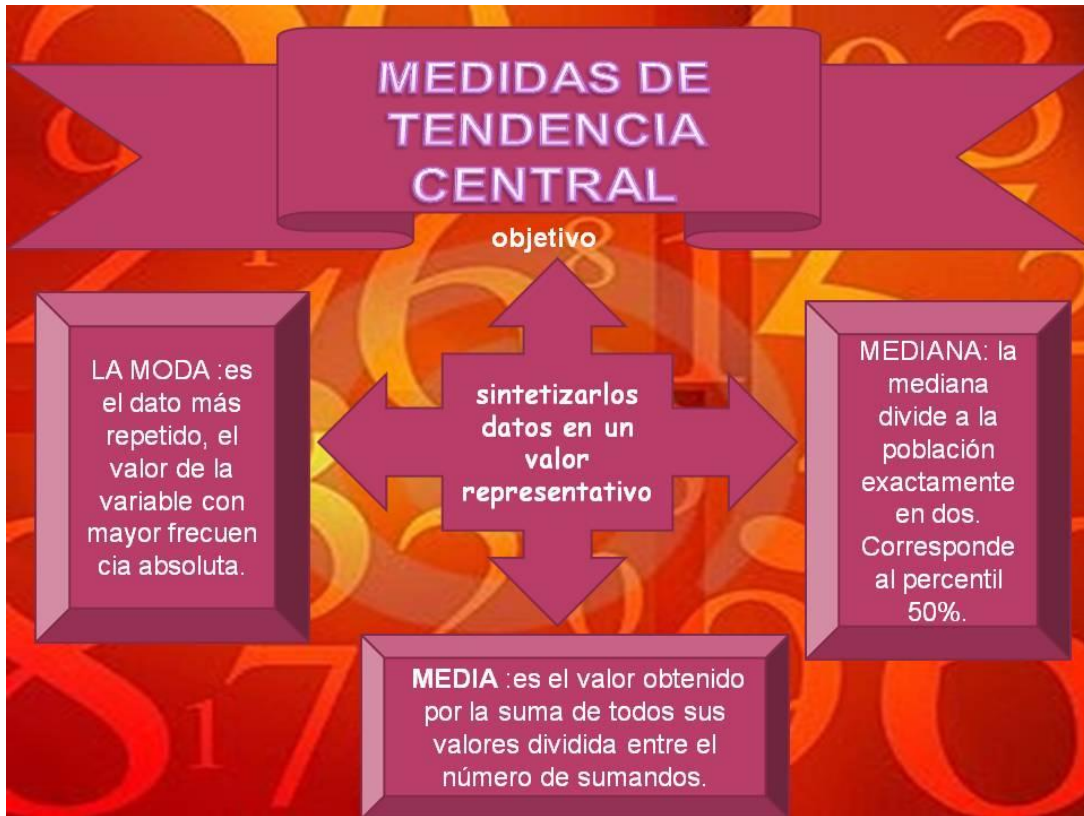 MEDIDAS DE
TENDENCIA
CENTRAL
objetivo
LA MODA :es
el dato más
repetido, el
valor de la
variable con
mayor frecuen
cia absoluta.
sintetizarlos
datos en un
valor
representativo
MEDIANA: la
mediana
divide a la
población
exactamente
en dos.
Corresponde
al percentil
50%.
MEDIA :es el valor obtenido
por la suma de todos sus
valores dividida entre el
número de sumandos.